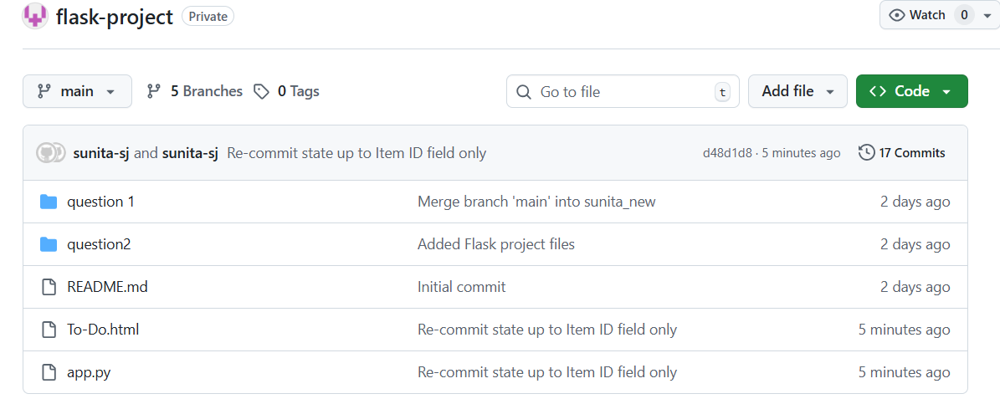 flask-project Private Watch 0
main 5 Branches 0 Tags Go to file t Add file Code
sunita-sj and sunita-sj Re-commit state up to Item ID field only d48d1d8 · 5 minutes ago 17 Commits
question 1 Merge branch 'main' into sunita_new 2 days ago
question2 Added Flask project files 2 days ago
README.md Initial commit 2 days ago
To-Do.html Re-commit state up to Item ID field only 5 minutes ago
app.py Re-commit state up to Item ID field only 5 minutes ago